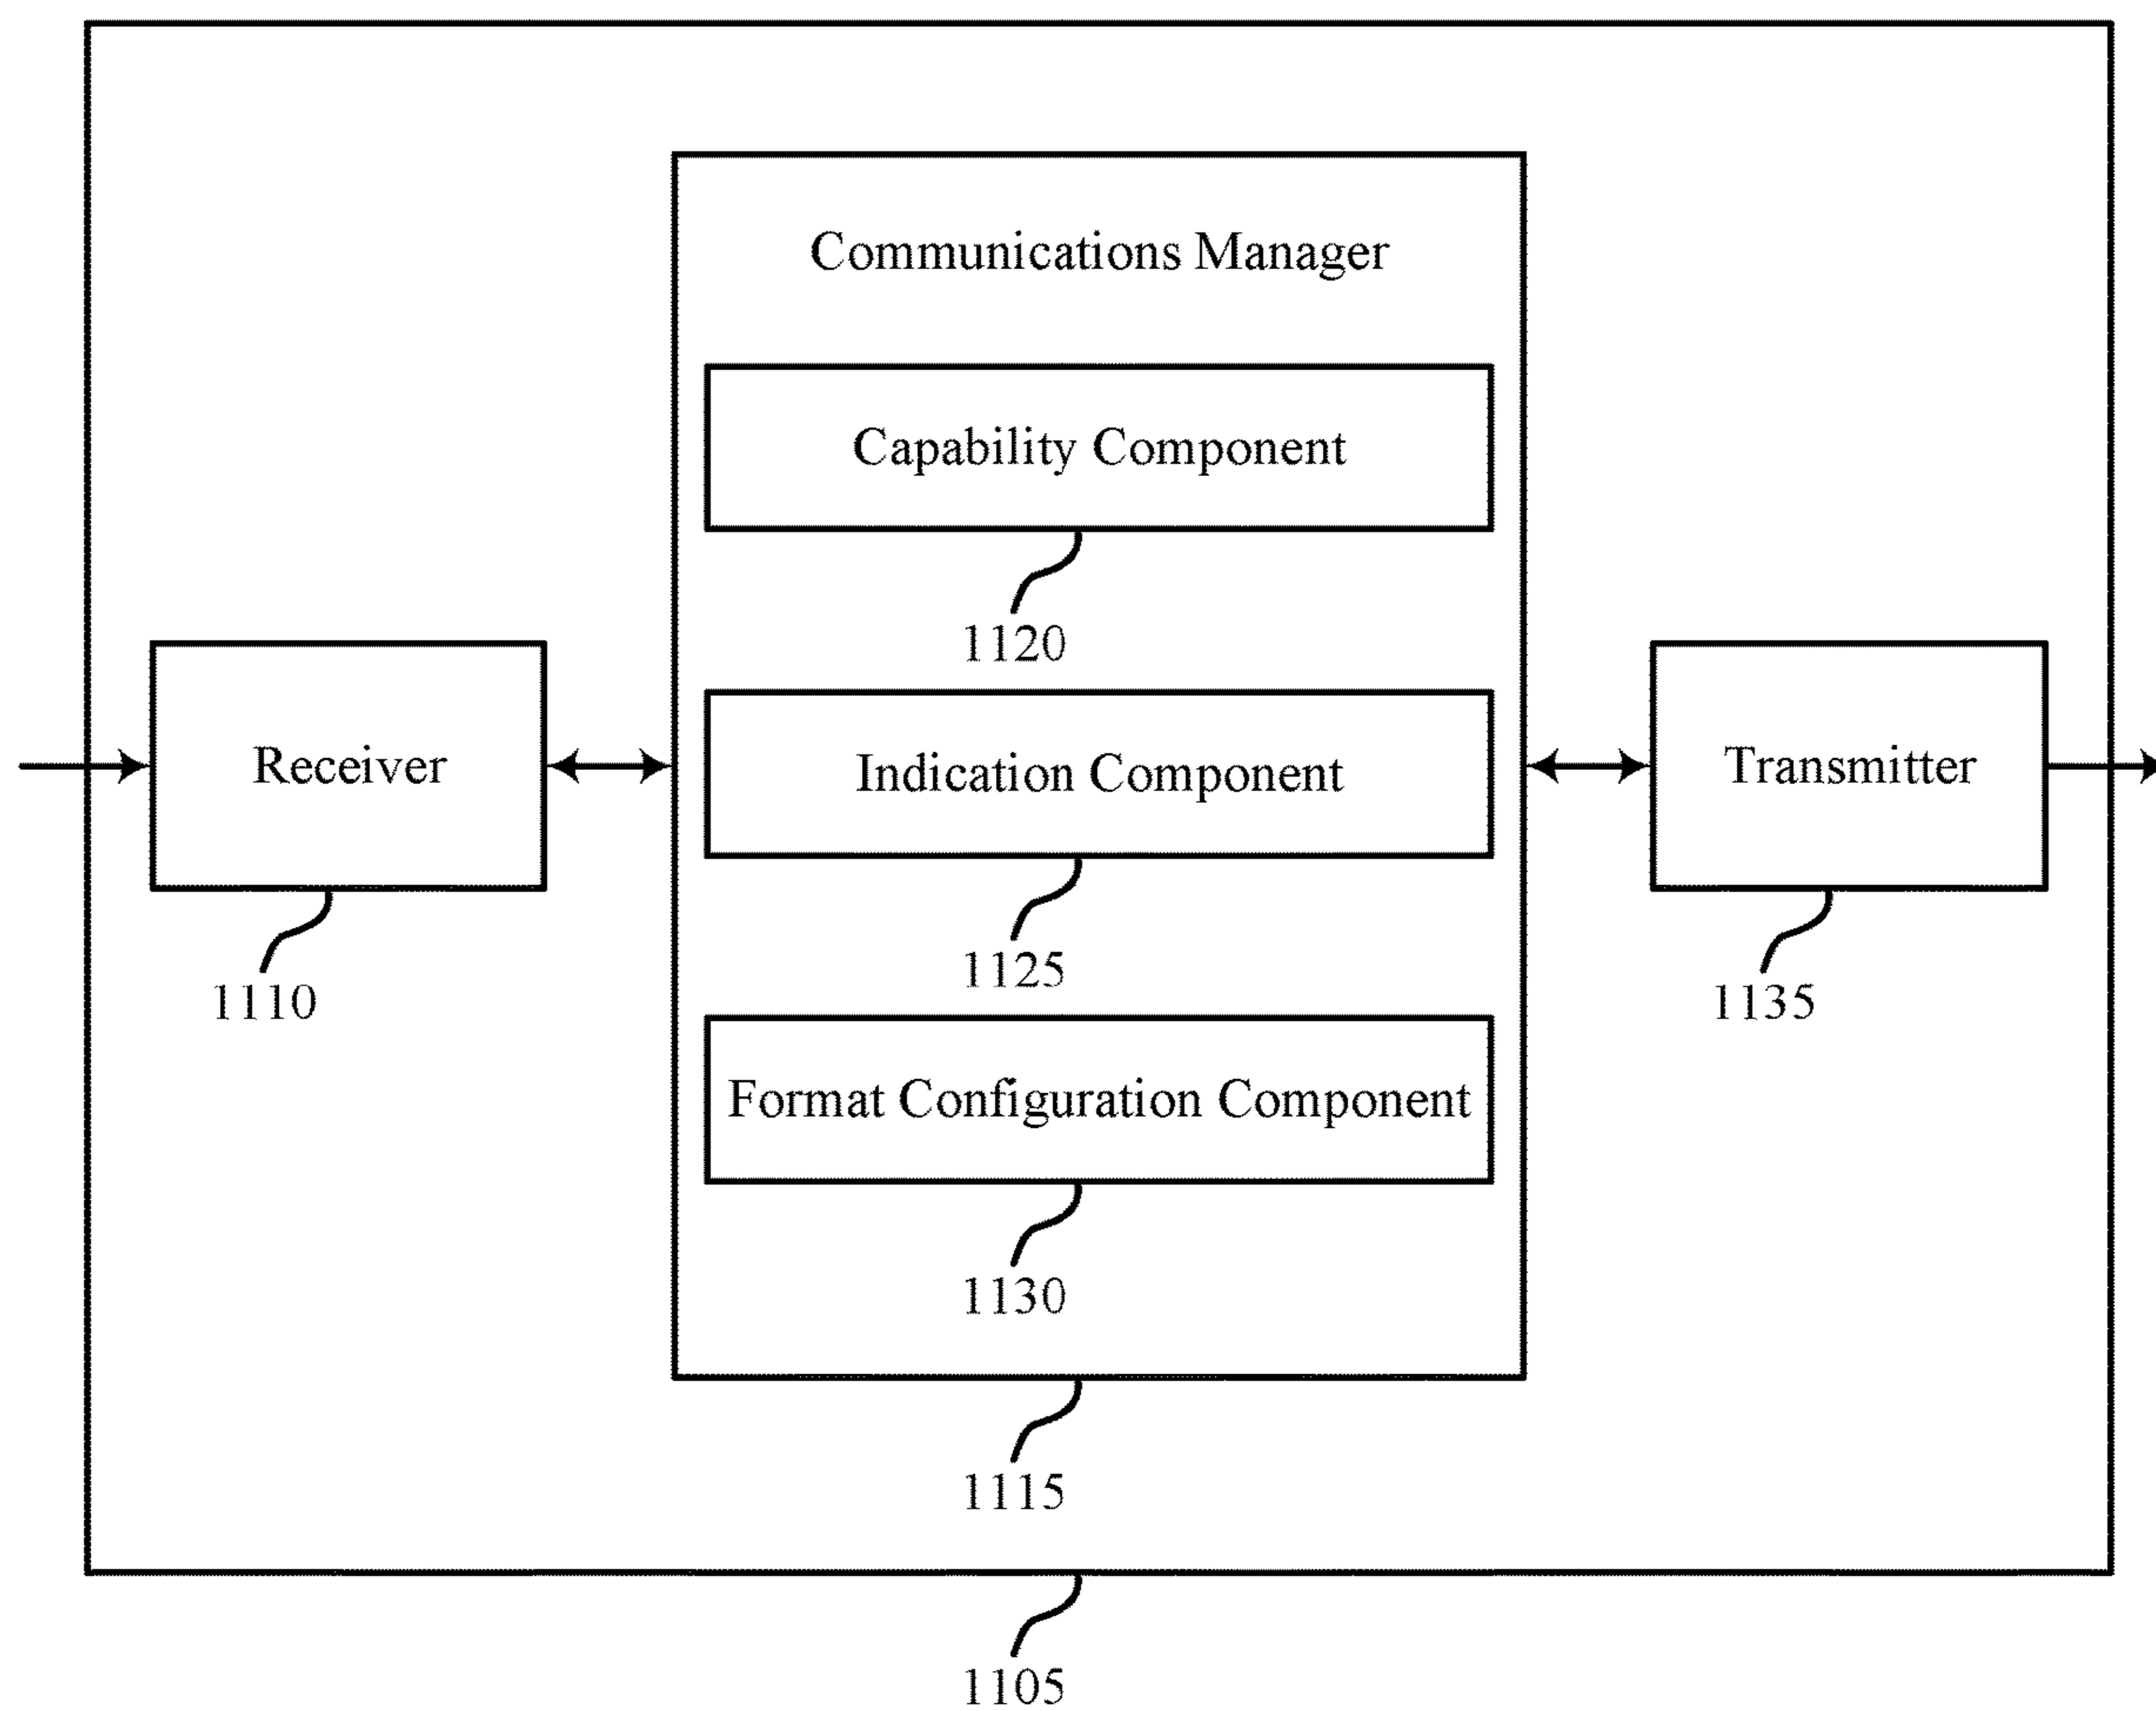 Communications Manager
Capability Component
1120
Receiver
1110
Indication Component
1125
Transmitter
1135
Format Configuration Component
1130
1115
1105